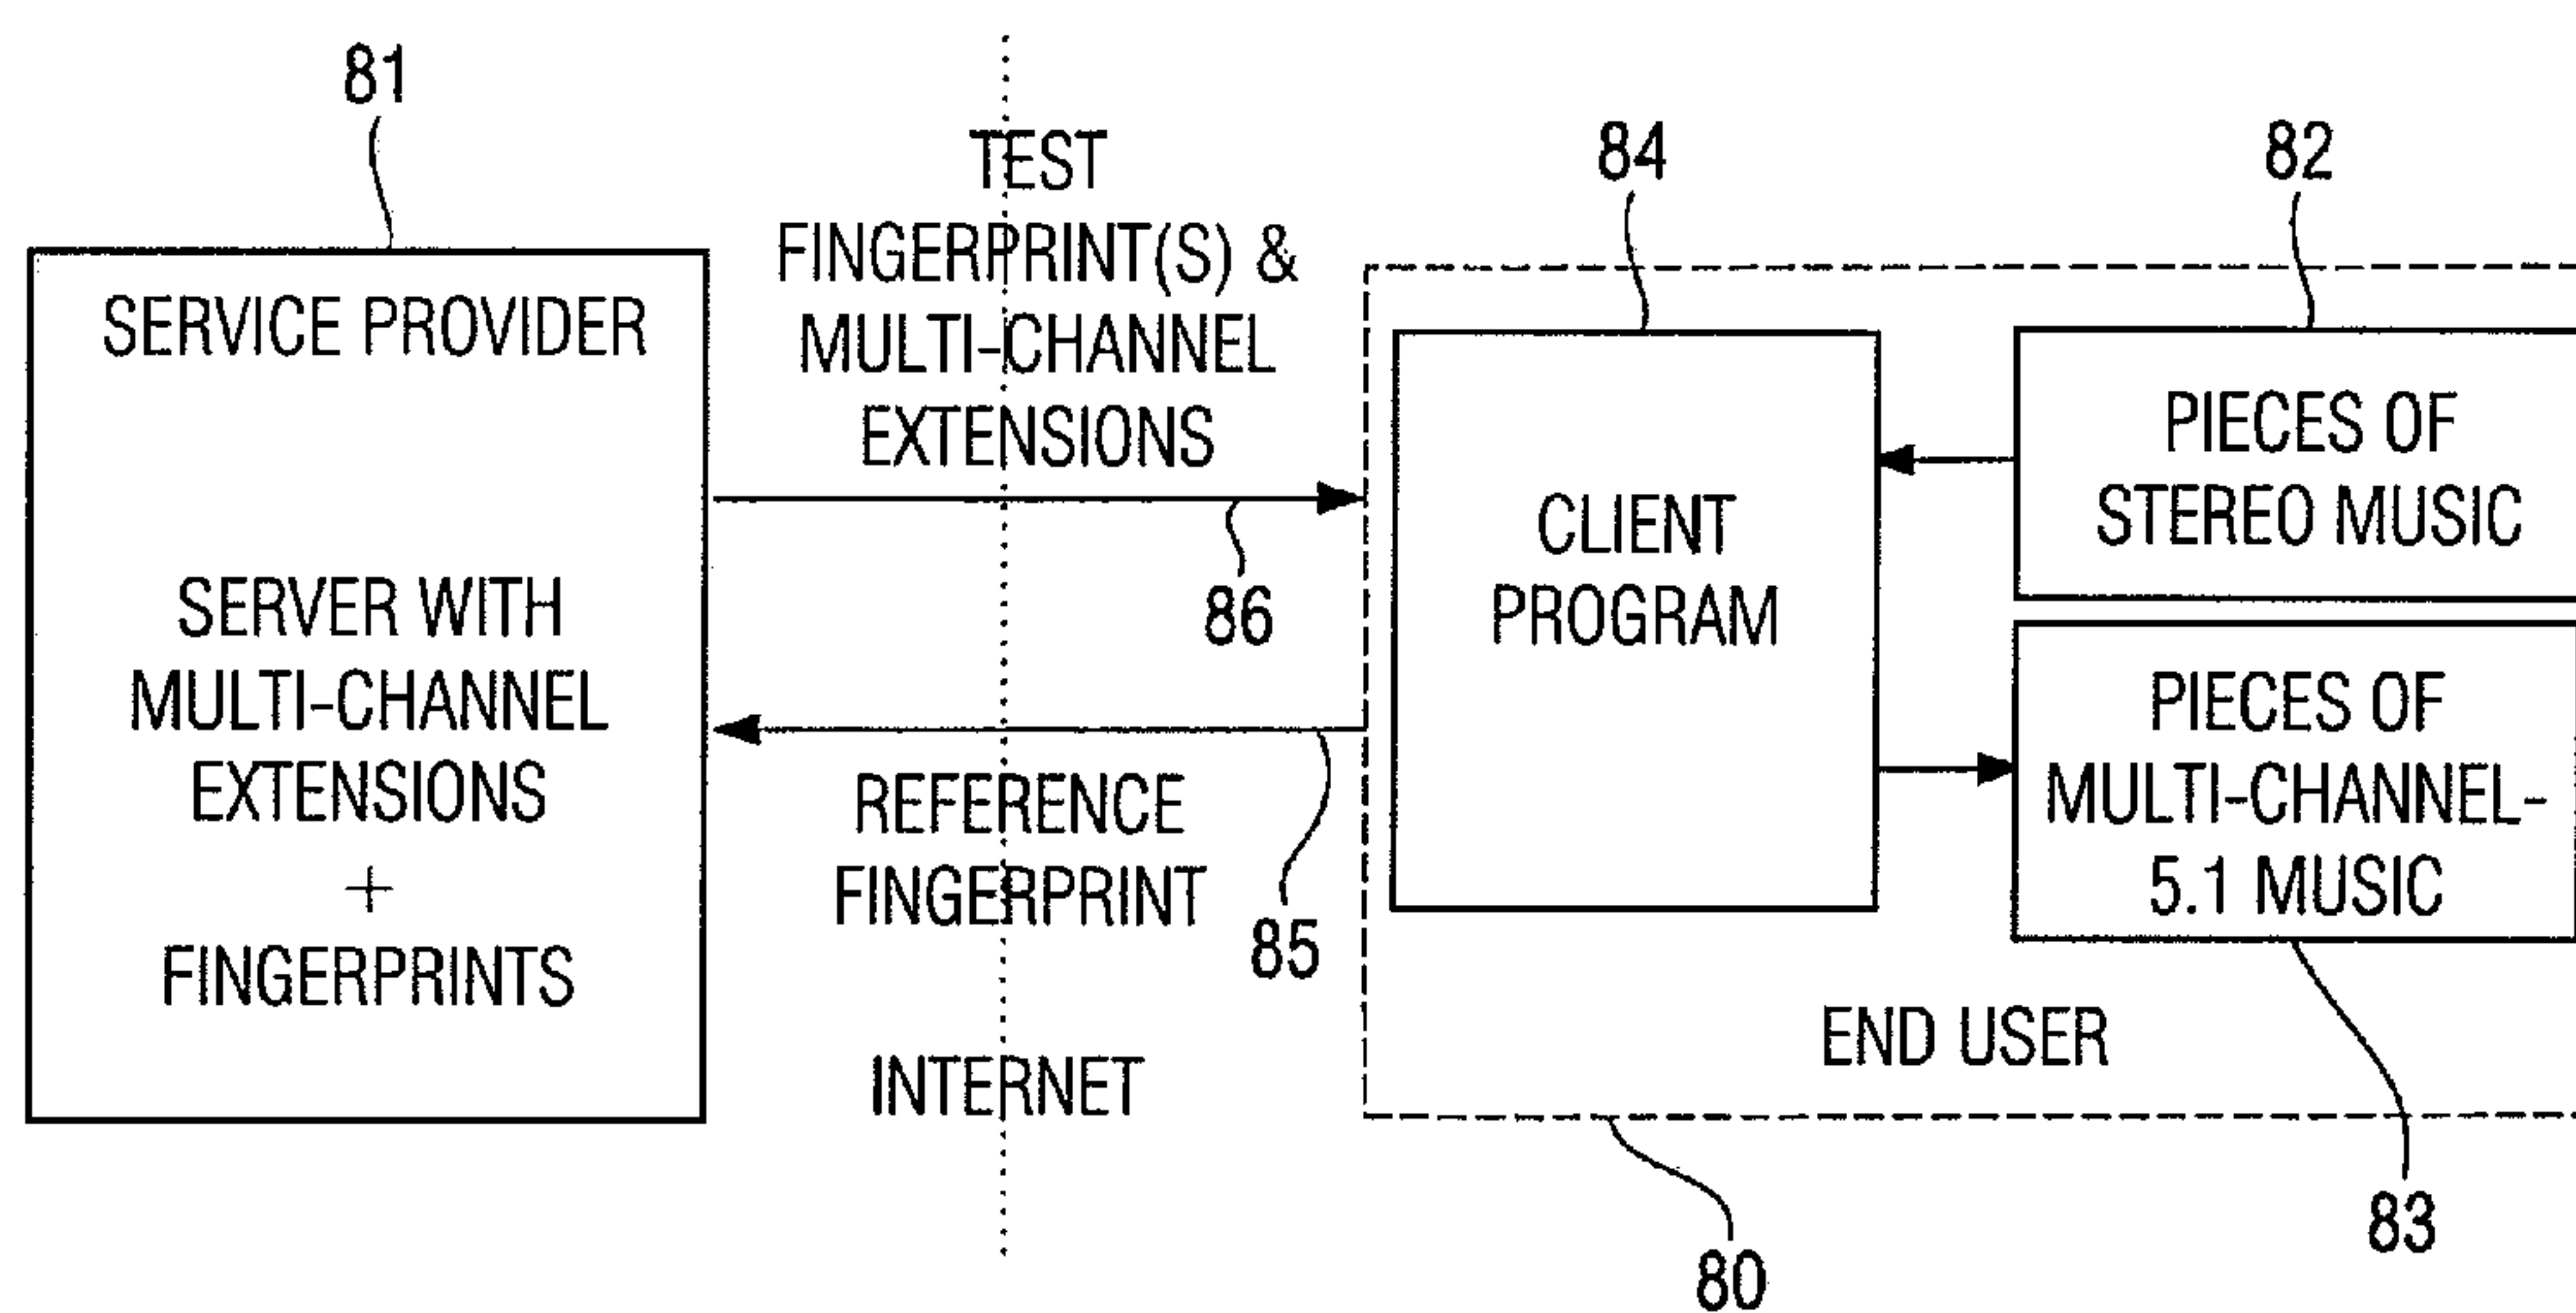 81
SERVICE PROVIDER
SERVER WITH
MULTI-CHANNEL
EXTENSIONS
+
FINGERPRINTS
TEST
FINGERPRINT(S) &
MULTI-CHANNEL
EXTENSIONS
86
REFERENCE
FINGERPRINT
85
INTERNET
84
CLIENT
PROGRAM
82
PIECES OF
STEREO MUSIC
PIECES OF
MULTI-CHANNEL-
5.1 MUSIC
83
END USER
80